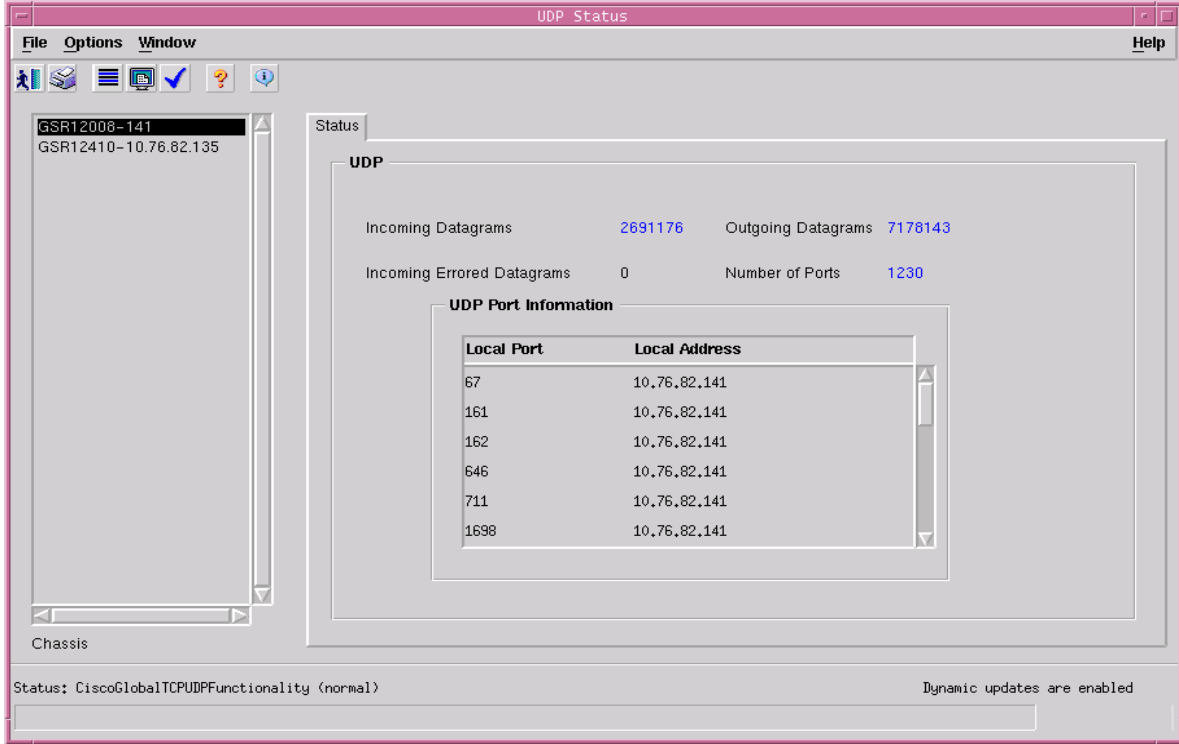 UDP Status
File Options Window Help
GSR12008-141
GSR12410-10.76.82.135
Chassis
Status
UDP
Incoming Datagrams 2691176 Outgoing Datagrams 7178143
Incoming Errored Datagrams 0 Number of Ports 1230
UDP Port Information
Local Port Local Address
67 10.76.82.141
161 10.76.82.141
162 10.76.82.141
646 10.76.82.141
711 10.76.82.141
1698 10.76.82.141
Status: CiscoGlobalTCPUDPFunctionality (normal) Dynamic updates are enabled